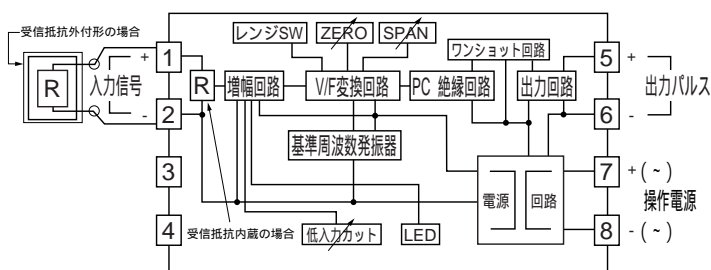 受信抵抗外付形の場合
R
入力信号
+
-
1
2
3
4
レンジSW
ZERO
SPAN
ワンショット回路
R
増幅回路
V/F変換回路
PC 絶縁回路
出力回路
基準周波数発振器
電源
回路
受信抵抗内蔵の場合
低入力カット
LED
5
6
7
8
+
-
出力パルス
+(~)
操作電源
-(~)